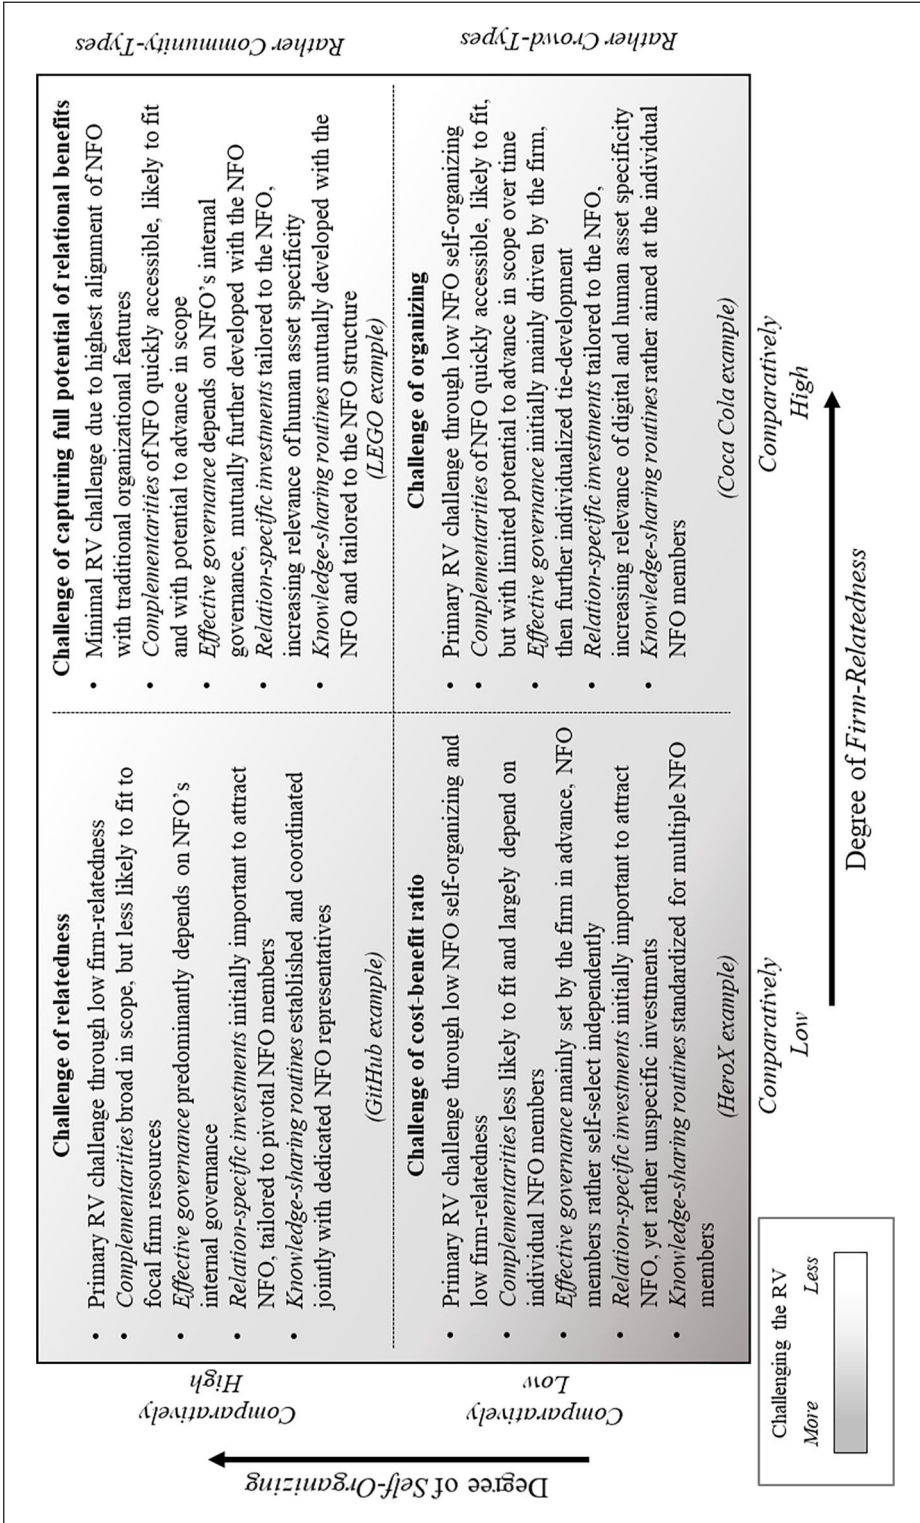 Challenge of relatedness
• Primary RV challenge through low firm-relatedness
• Complementarities broad in scope, but less likely to fit to
focal firm resources
• Effective governance predominantly depends on NFO's
internal governance
• Relation-specific investments initially important to attract
NFO, tailored to pivotal NFO members
• Knowledge-sharing routines established and coordinated
jointly with dedicated NFO representatives
(GitHub example)
Challenge of capturing full potential of relational benefits
• Minimal RV challenge due to highest alignment of NFO
with traditional organizational features
• Complementarities of NFO quickly accessible, likely to fit
and with potential to advance in scope
• Effective governance depends on NFO's internal
governance, mutually further developed with the NFO
• Relation-specific investments tailored to the NFO,
increasing relevance of human asset specificity
• Knowledge-sharing routines mutually developed with the
NFO and tailored to the NFO structure
(LEGO example)
Challenge of cost-benefit ratio
• Primary RV challenge through low NFO self-organizing and
low firm-relatedness
• Complementarities less likely to fit and largely depend on
individual NFO members
• Effective governance mainly set by the firm in advance, NFO
members rather self-select independently
• Relation-specific investments initially important to attract
NFO, yet rather unspecific investments
• Knowledge-sharing routines standardized for multiple NFO
members
(HeroX example)
Challenge of organizing
• Primary RV challenge through low NFO self-organizing
• Complementarities of NFO quickly accessible, likely to fit,
but with limited potential to advance in scope over time
• Effective governance initially mainly driven by the firm,
then further individualized tie-development
• Relation-specific investments tailored to the NFO,
increasing relevance of digital and human asset specificity
• Knowledge-sharing routines rather aimed at the individual
NFO members
(Coca Cola example)
Degree of Self-Organizing
Comparatively
High
Comparatively
Low
Rather Community-Types
Rather Crowd-Types
Comparatively
Low
Comparatively
High
Degree of Firm-Relatedness
Challenging the RV
More
Less